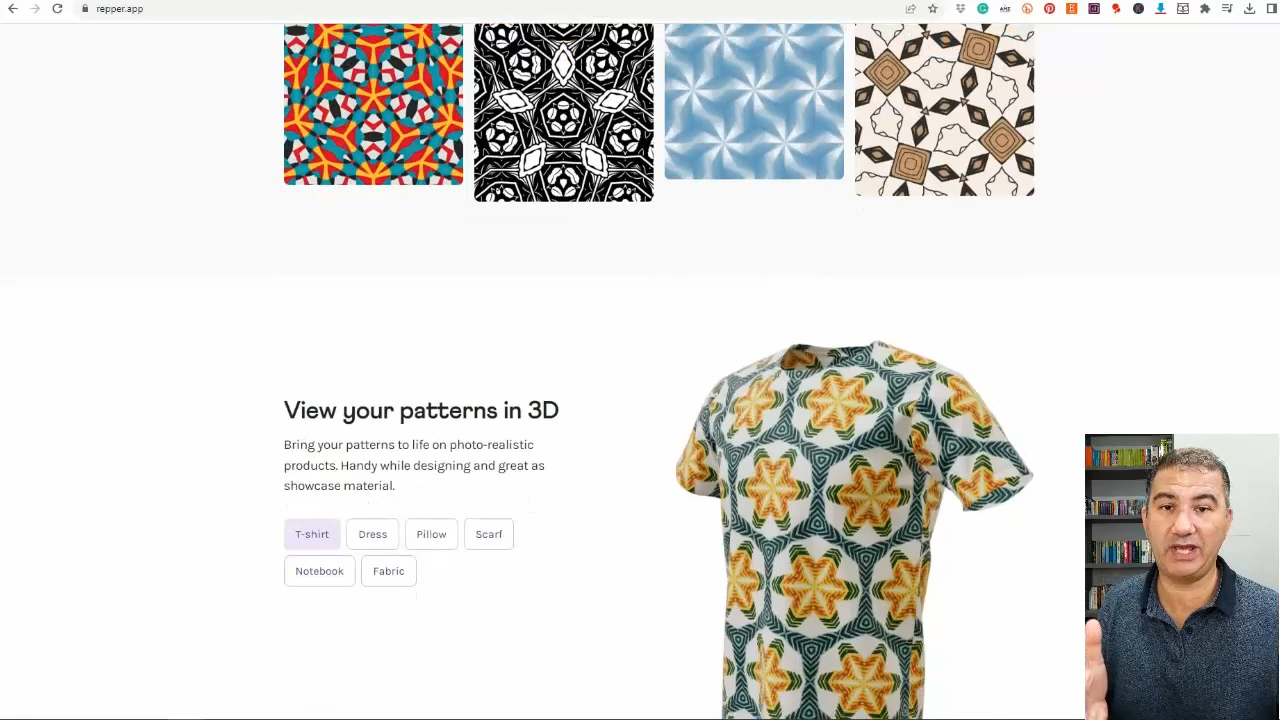 repper.app
View your patterns in 3D
Bring your patterns to life on photo-realistic
products. Handy while designing and great as
showcase material.
T-shirt
Dress
Pillow
Scarf
Notebook
Fabric